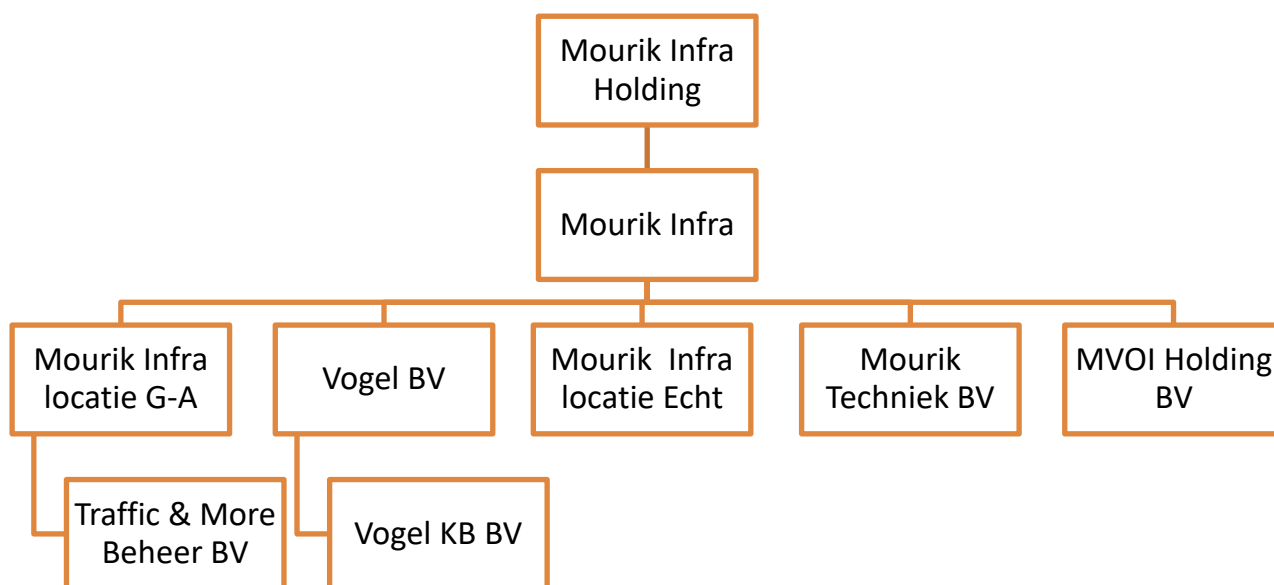 Mourik Infra
Holding
Mourik Infra
Mourik Infra
locatie G-A
Vogel BV
Mourik Infra
locatie Echt
Mourik
Techniek BV
MVOI Holding
BV
Traffic & More
Beheer BV
Vogel KB BV